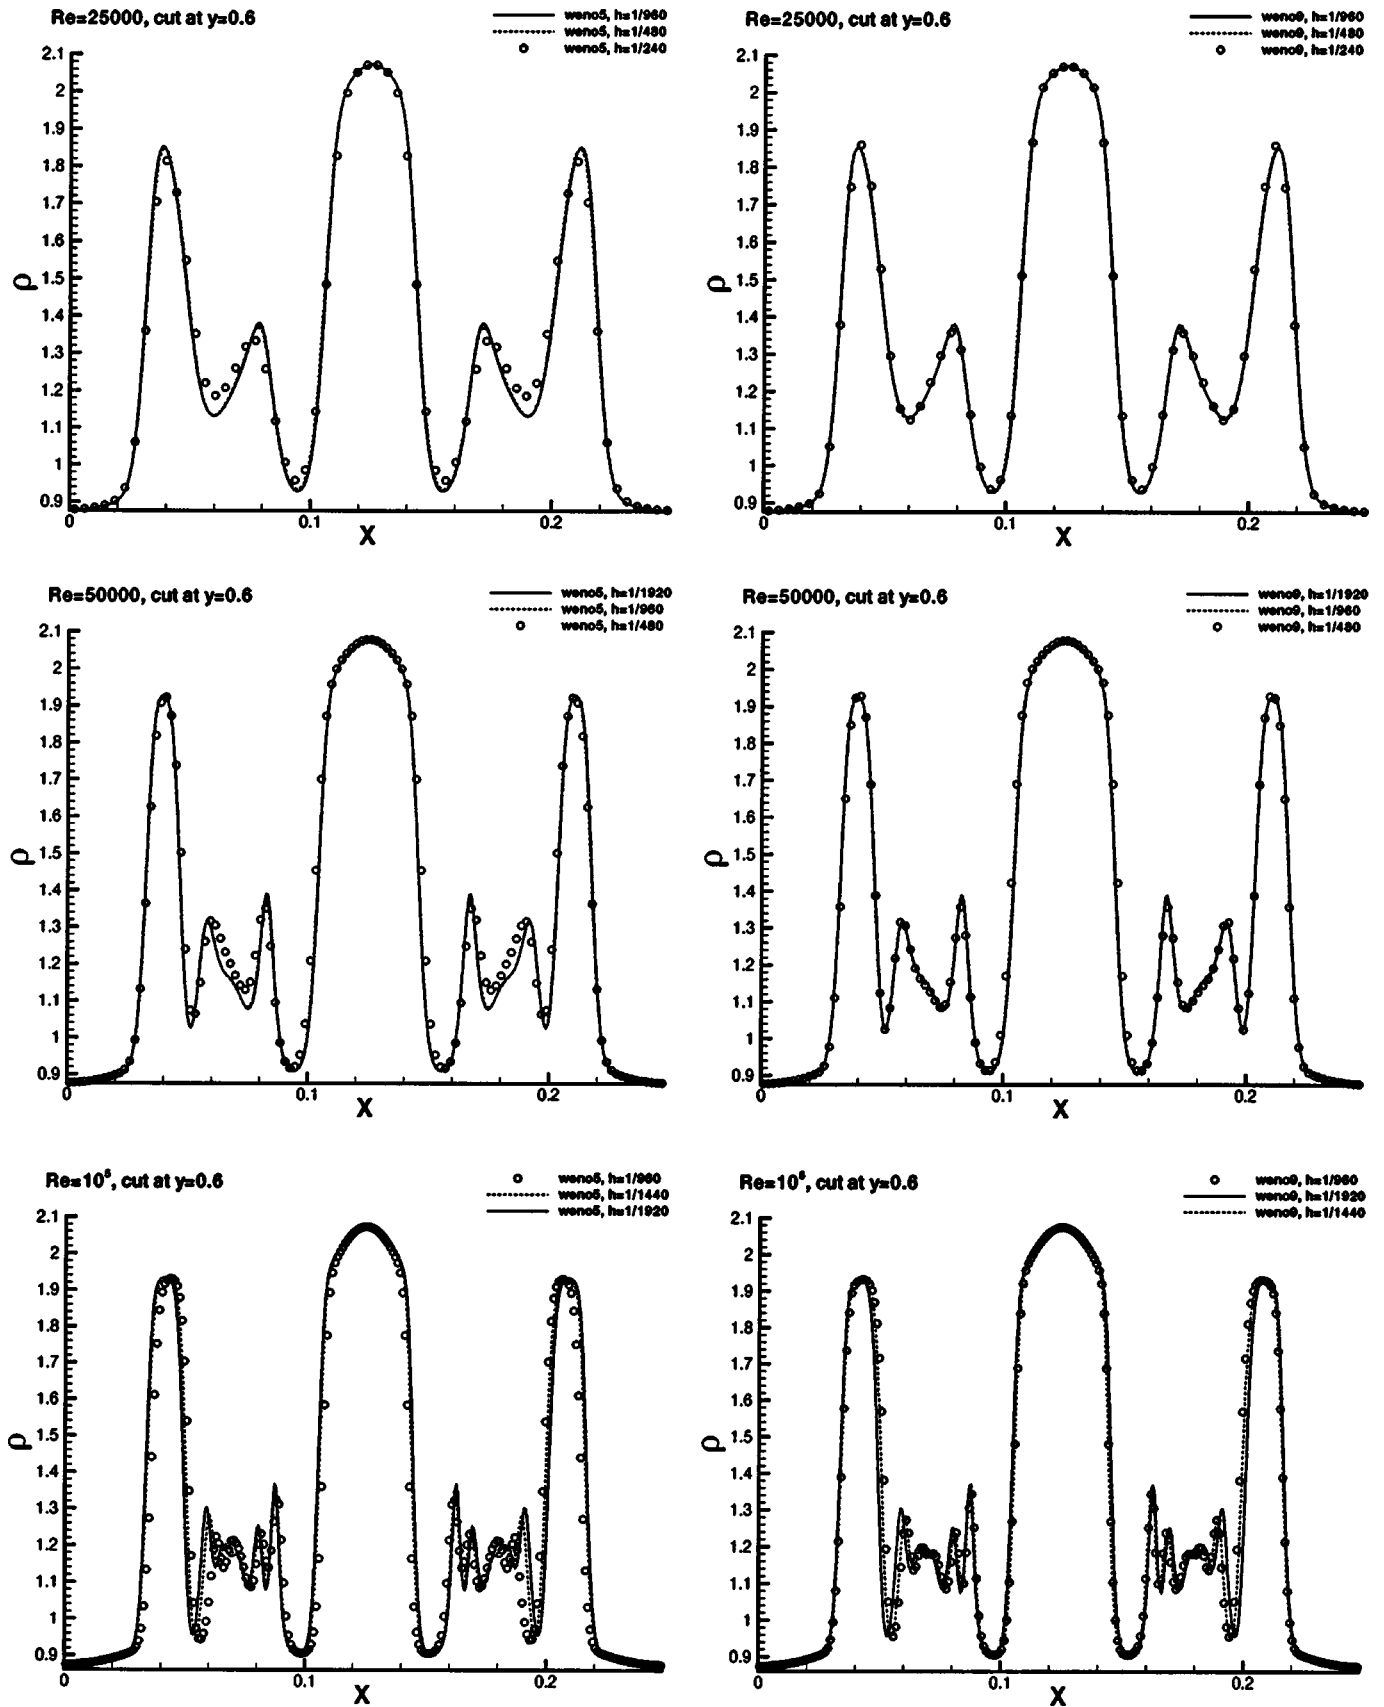 Re=25000, cut at y=0.6
weno5, h=1/960
weno5, h=1/480
weno5, h=1/240
2.1
2
1.9
1.8
1.7
1.6
1.5
1.4
1.3
1.2
1.1
1
0.9
ρ
0
0.1
0.2
X
Re=25000, cut at y=0.6
weno9, h=1/960
weno9, h=1/480
weno9, h=1/240
2.1
2
1.9
1.8
1.7
1.6
1.5
1.4
1.3
1.2
1.1
1
0.9
ρ
0
0.1
0.2
X
Re=50000, cut at y=0.6
weno5, h=1/1920
weno5, h=1/960
weno5, h=1/480
2.1
2
1.9
1.8
1.7
1.6
1.5
1.4
1.3
1.2
1.1
1
0.9
ρ
0
0.1
0.2
X
Re=50000, cut at y=0.6
weno9, h=1/1920
weno9, h=1/960
weno9, h=1/480
2.1
2
1.9
1.8
1.7
1.6
1.5
1.4
1.3
1.2
1.1
1
0.9
ρ
0
0.1
0.2
X
Re=10⁵, cut at y=0.6
weno5, h=1/960
weno5, h=1/1440
weno5, h=1/1920
2.1
2
1.9
1.8
1.7
1.6
1.5
1.4
1.3
1.2
1.1
1
0.9
ρ
0
0.1
0.2
X
Re=10⁵, cut at y=0.6
weno9, h=1/960
weno9, h=1/1920
weno9, h=1/1440
2.1
2
1.9
1.8
1.7
1.6
1.5
1.4
1.3
1.2
1.1
1
0.9
ρ
0
0.1
0.2
X